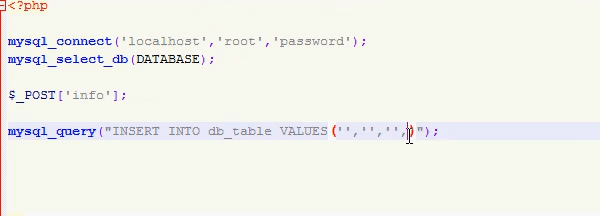 <?php
mysql_connect('localhost','root','password');
mysql_select_db(DATABASE);
$_POST['info'];
mysql_query("INSERT INTO db_table VALUES('','','',)");